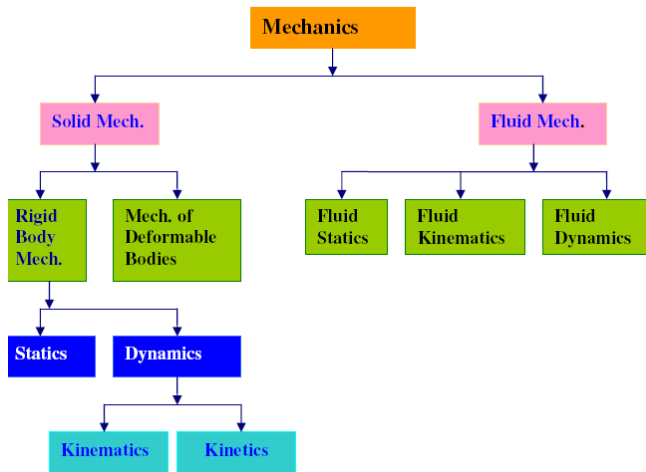 Mechanics
Solid Mech.
Fluid Mech.
Rigid
Body
Mech.
Mech. of
Deformable
Bodies
Fluid
Statics
Fluid
Kinematics
Fluid
Dynamics
Statics
Dynamics
Kinematics
Kinetics